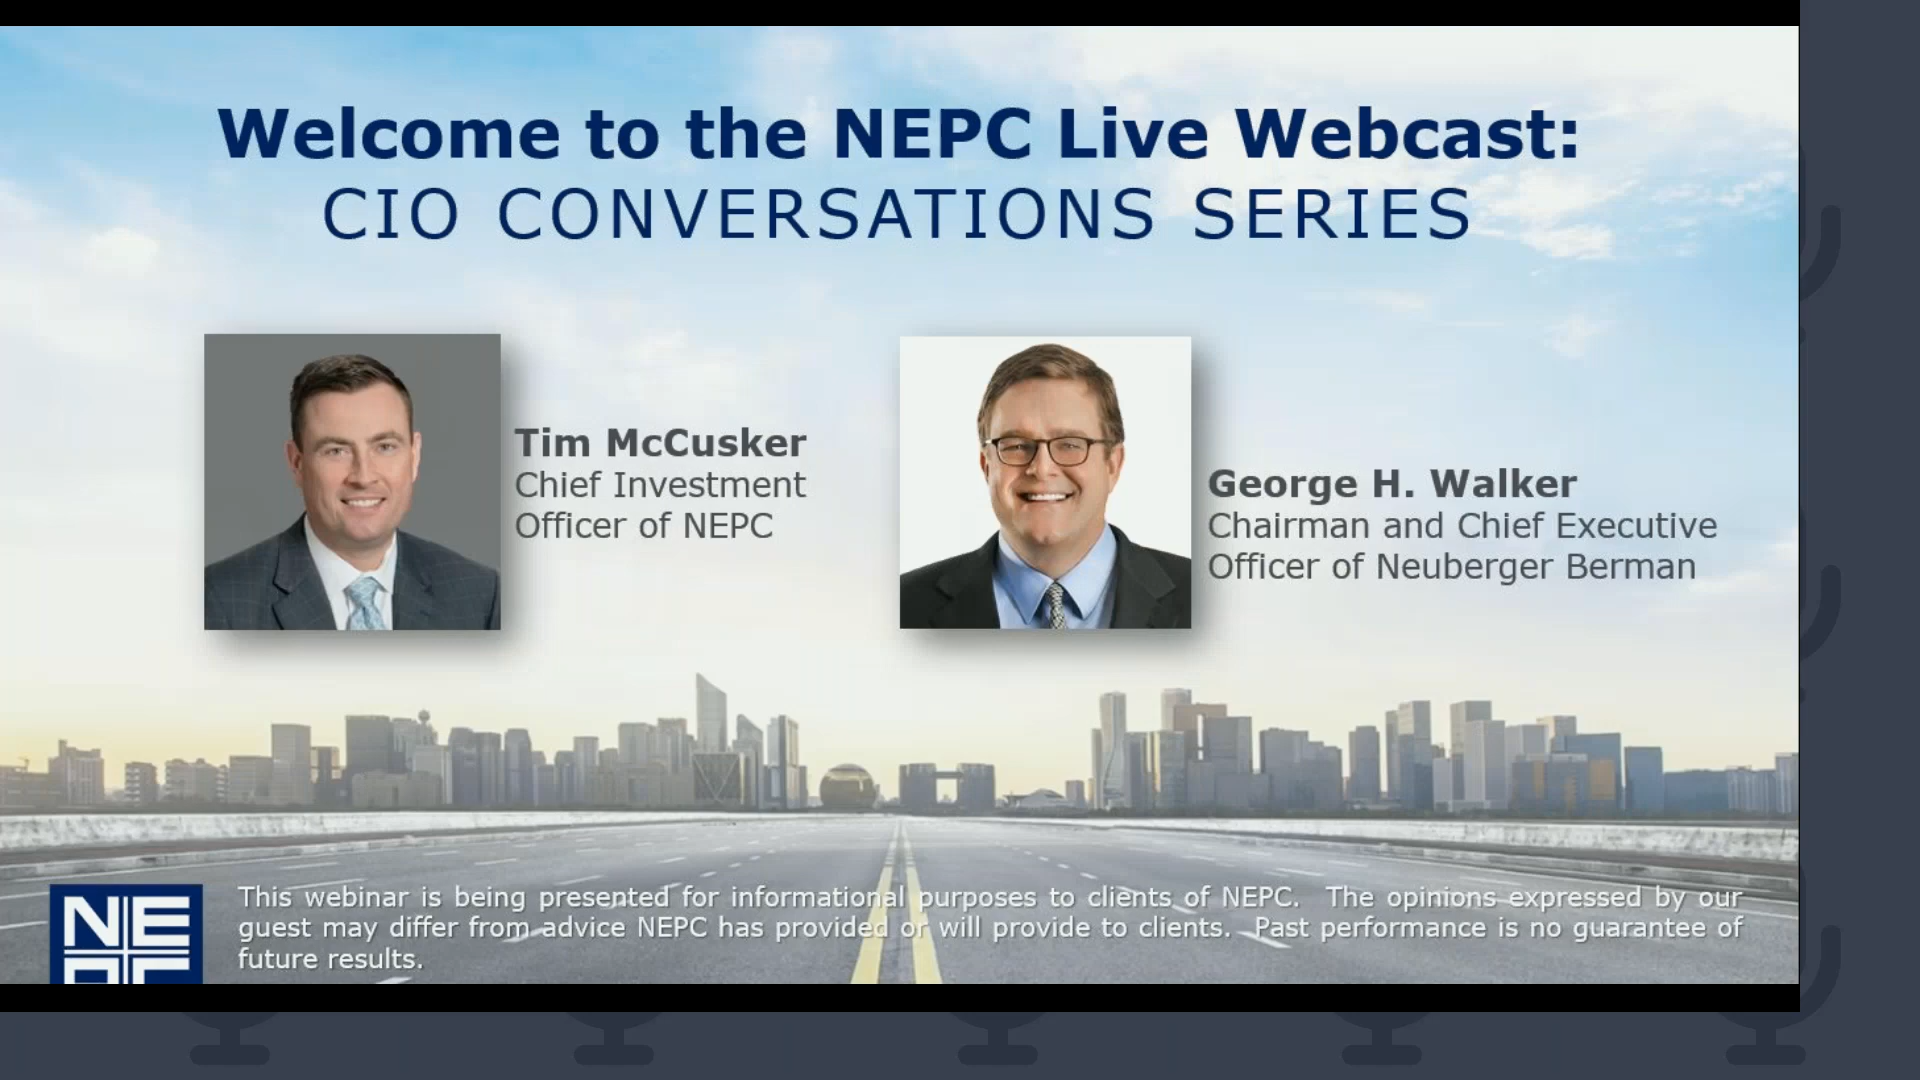 Welcome to the NEPC Live Webcast:
CIO CONVERSATIONS SERIES
Tim McCusker
Chief Investment
Officer of NEPC
George H. Walker
Chairman and Chief Executive
Officer of Neuberger Berman
NE
PC
This webinar is being presented for informational purposes to clients of NEPC. The opinions expressed by our
guest may differ from advice NEPC has provided or will provide to clients. Past performance is no guarantee of
future results.